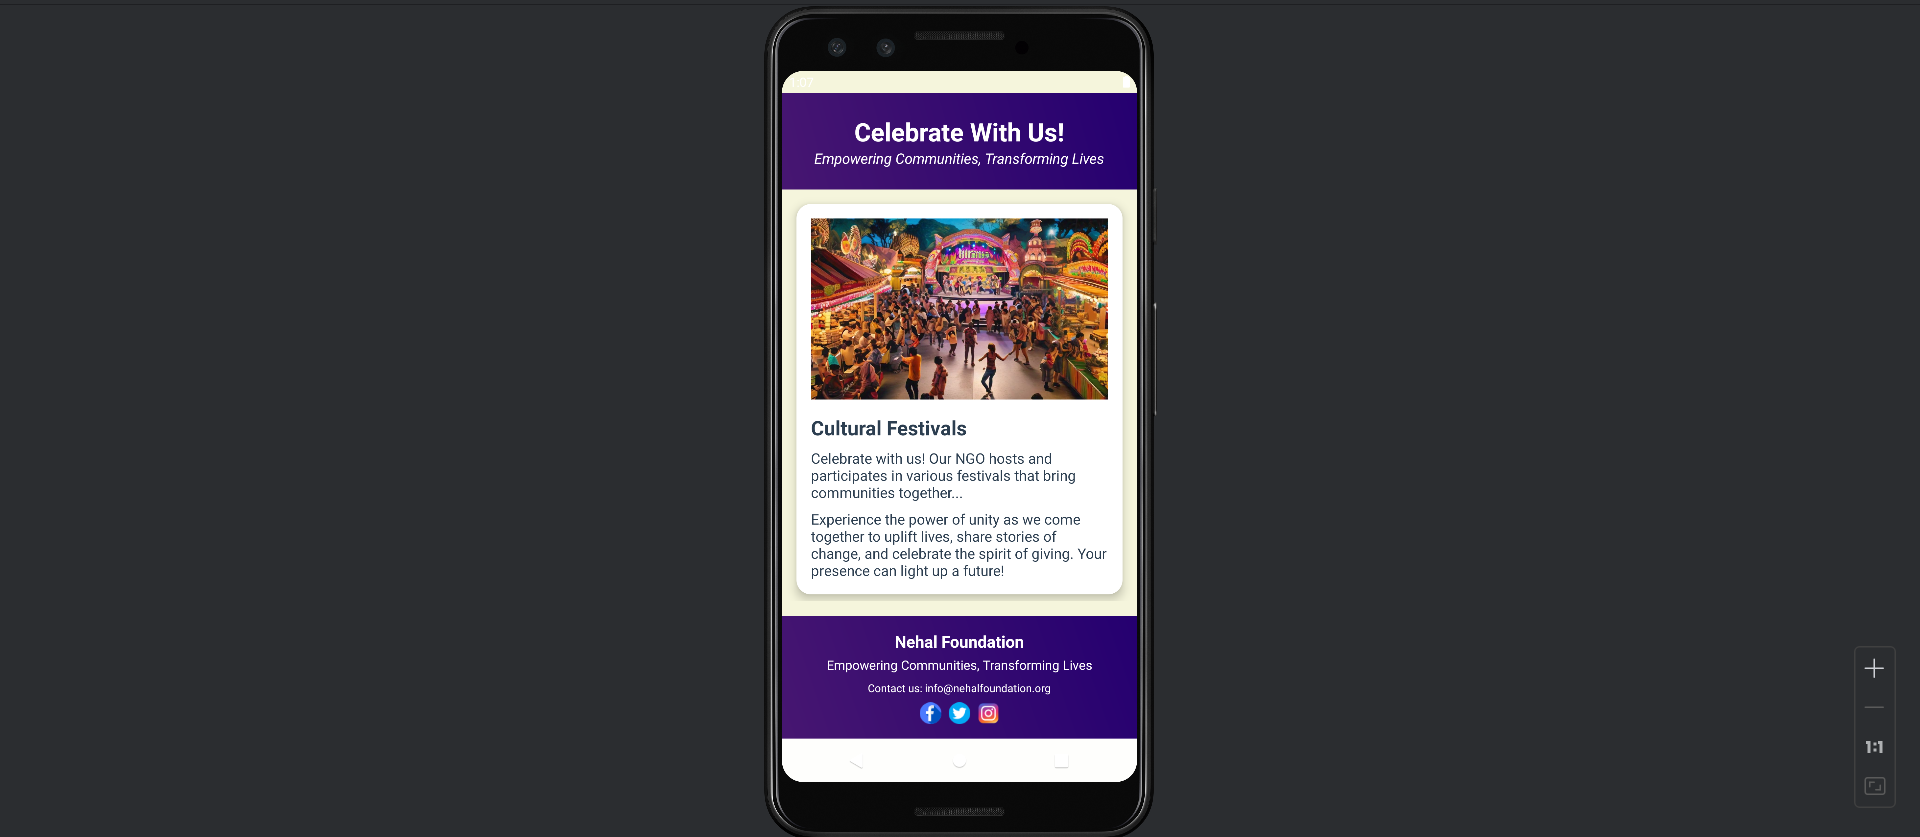 Celebrate With Us!
Empowering Communities, Transforming Lives
Cultural Festivals
Celebrate with us! Our NGO hosts and
participates in various festivals that bring
communities together...
Experience the power of unity as we come
together to uplift lives, share stories of
change, and celebrate the spirit of giving. Your
presence can light up a future!
Nehal Foundation
Empowering Communities, Transforming Lives
Contact us: info@nehalfoundation.org
1:1